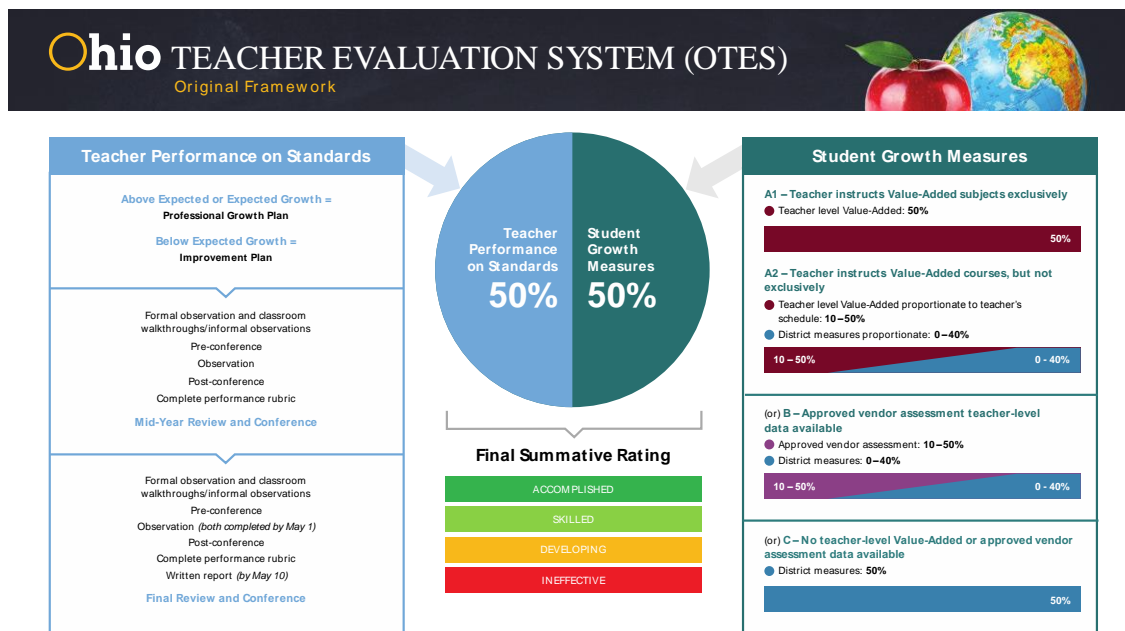 Ohio TEACHER EVALUATION SYSTEM (OTES)
Original Framework
Teacher Performance on Standards
Above Expected or Expected Growth =
Professional Growth Plan
Below Expected Growth =
Improvement Plan
Formal observation and classroom
walkthroughs/informal observations
Pre-conference
Observation
Post-conference
Complete performance rubric
Mid-Year Review and Conference
Formal observation and classroom
walkthroughs/informal observations
Pre-conference
Observation (both completed by May 1)
Post-conference
Complete performance rubric
Written report (by May 10)
Final Review and Conference
Teacher
Performance
on Standards
50%
Student
Growth
Measures
50%
Final Summative Rating
ACCOMPLISHED
SKILLED
DEVELOPING
INEFFECTIVE
Student Growth Measures
A1 – Teacher instructs Value-Added subjects exclusively
Teacher level Value-Added: 50%
50%
A2 – Teacher instructs Value-Added courses, but not
exclusively
Teacher level Value-Added proportionate to teacher's
schedule: 10–50%
District measures proportionate: 0–40%
10 – 50% 0 - 40%
(or) B – Approved vendor assessment teacher-level
data available
Approved vendor assessment: 10–50%
District measures: 0–40%
10 – 50% 0 - 40%
(or) C – No teacher-level Value-Added or approved vendor
assessment data available
District measures: 50%
50%